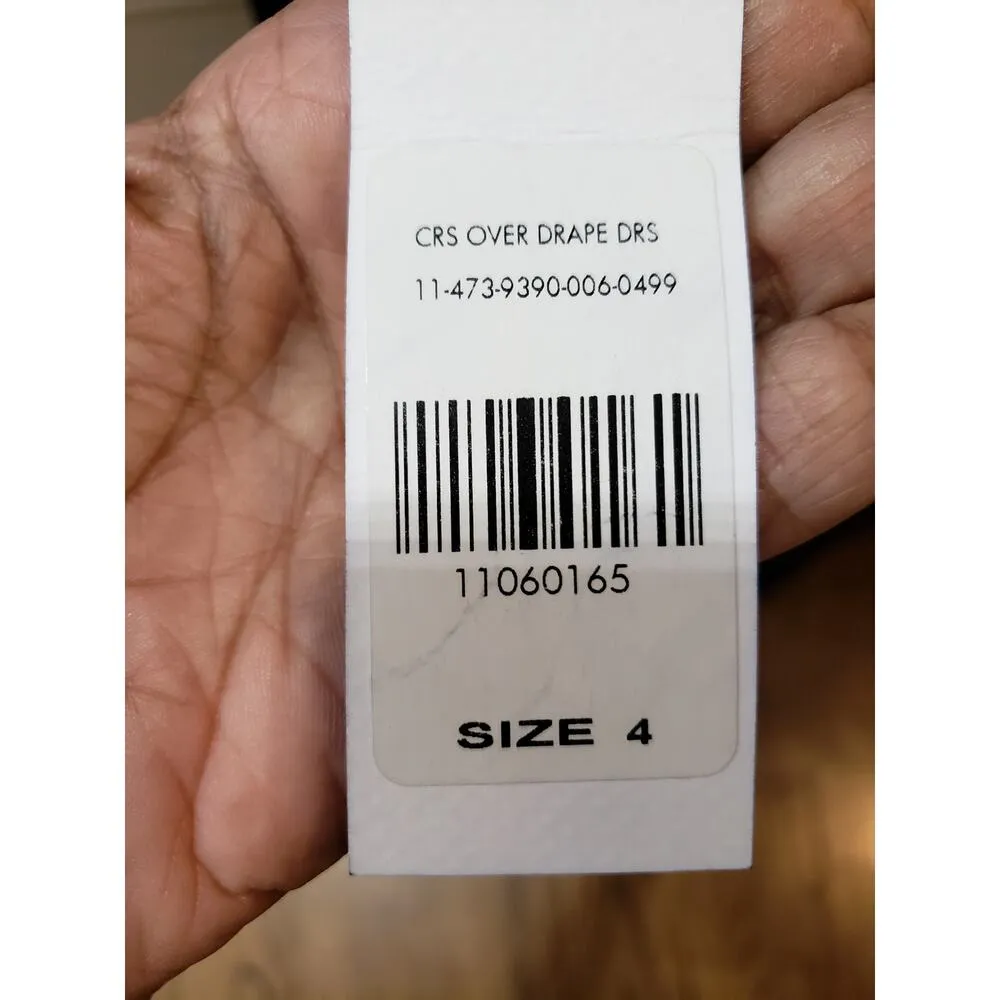 CRS OVER DRAPE DRS
11-473-9390-006-0499
11060165
SIZE 4